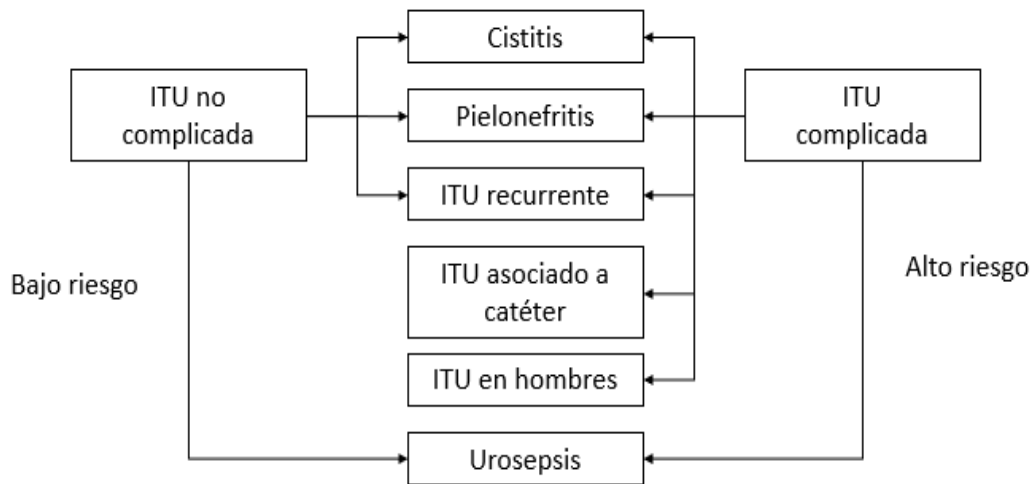 Cistitis
ITU no
complicada
Pielonefritis
ITU
complicada
ITU recurrente
Bajo riesgo
ITU asociado a
catéter
Alto riesgo
ITU en hombres
Urosepsis